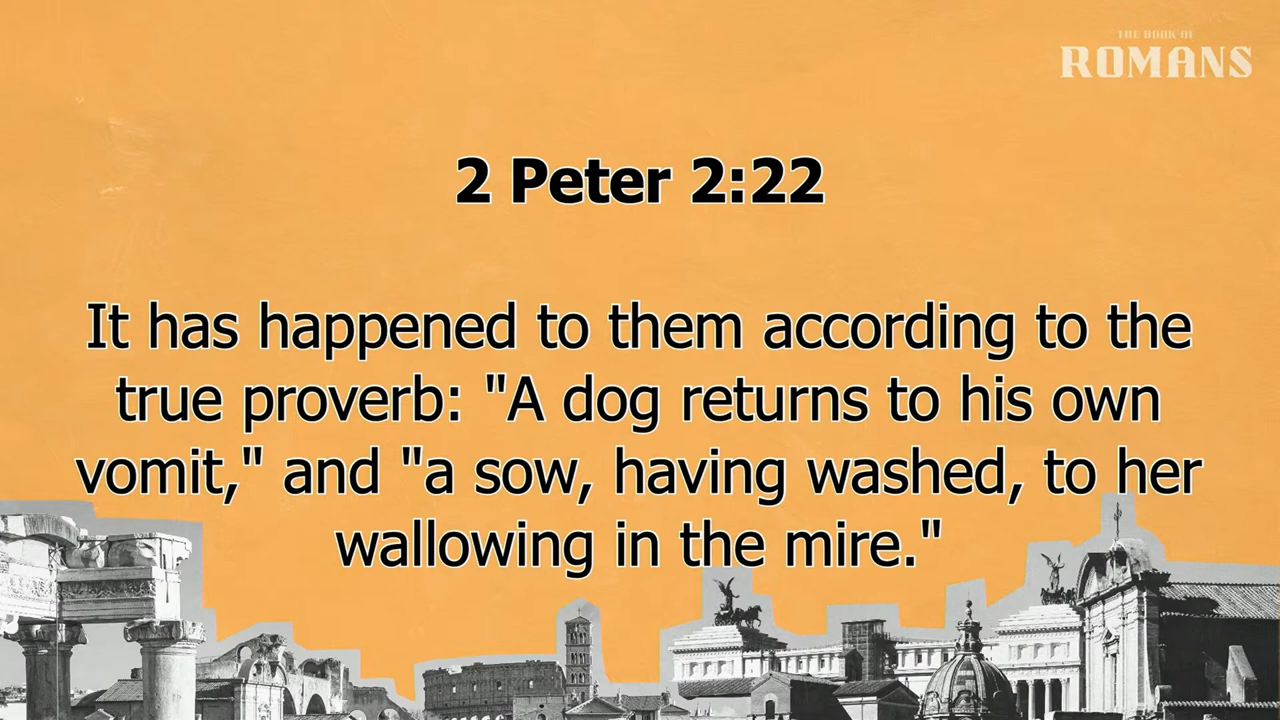 THE BOOK OF
ROMANS
2 Peter 2:22
It has happened to them according to the
true proverb: "A dog returns to his own
vomit," and "a sow, having washed, to her
wallowing in the mire."